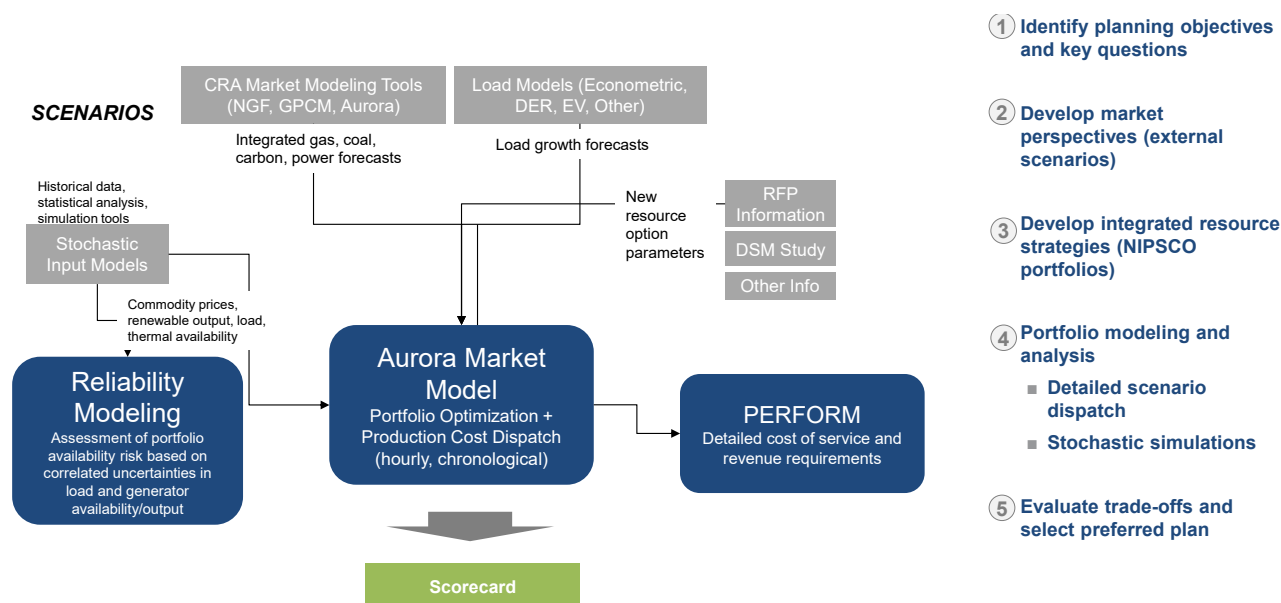 SCENARIOS
CRA Market Modeling Tools
(NGF, GPCM, Aurora)
Load Models (Econometric,
DER, EV, Other)
Integrated gas, coal,
carbon, power forecasts
Load growth forecasts
Historical data,
statistical analysis,
simulation tools
Stochastic
Input Models
New
resource
option
parameters
RFP
Information
DSM Study
Other Info
Commodity prices,
renewable output, load,
thermal availability
Reliability
Modeling
Assessment of portfolio
availability risk based on
correlated uncertainties in
load and generator
availability/output
Aurora Market
Model
Portfolio Optimization +
Production Cost Dispatch
(hourly, chronological)
PERFORM
Detailed cost of service and
revenue requirements
Scorecard
1 Identify planning objectives
and key questions
2 Develop market
perspectives (external
scenarios)
3 Develop integrated resource
strategies (NIPSCO
portfolios)
4 Portfolio modeling and
analysis
■ Detailed scenario
dispatch
■ Stochastic simulations
5 Evaluate trade-offs and
select preferred plan